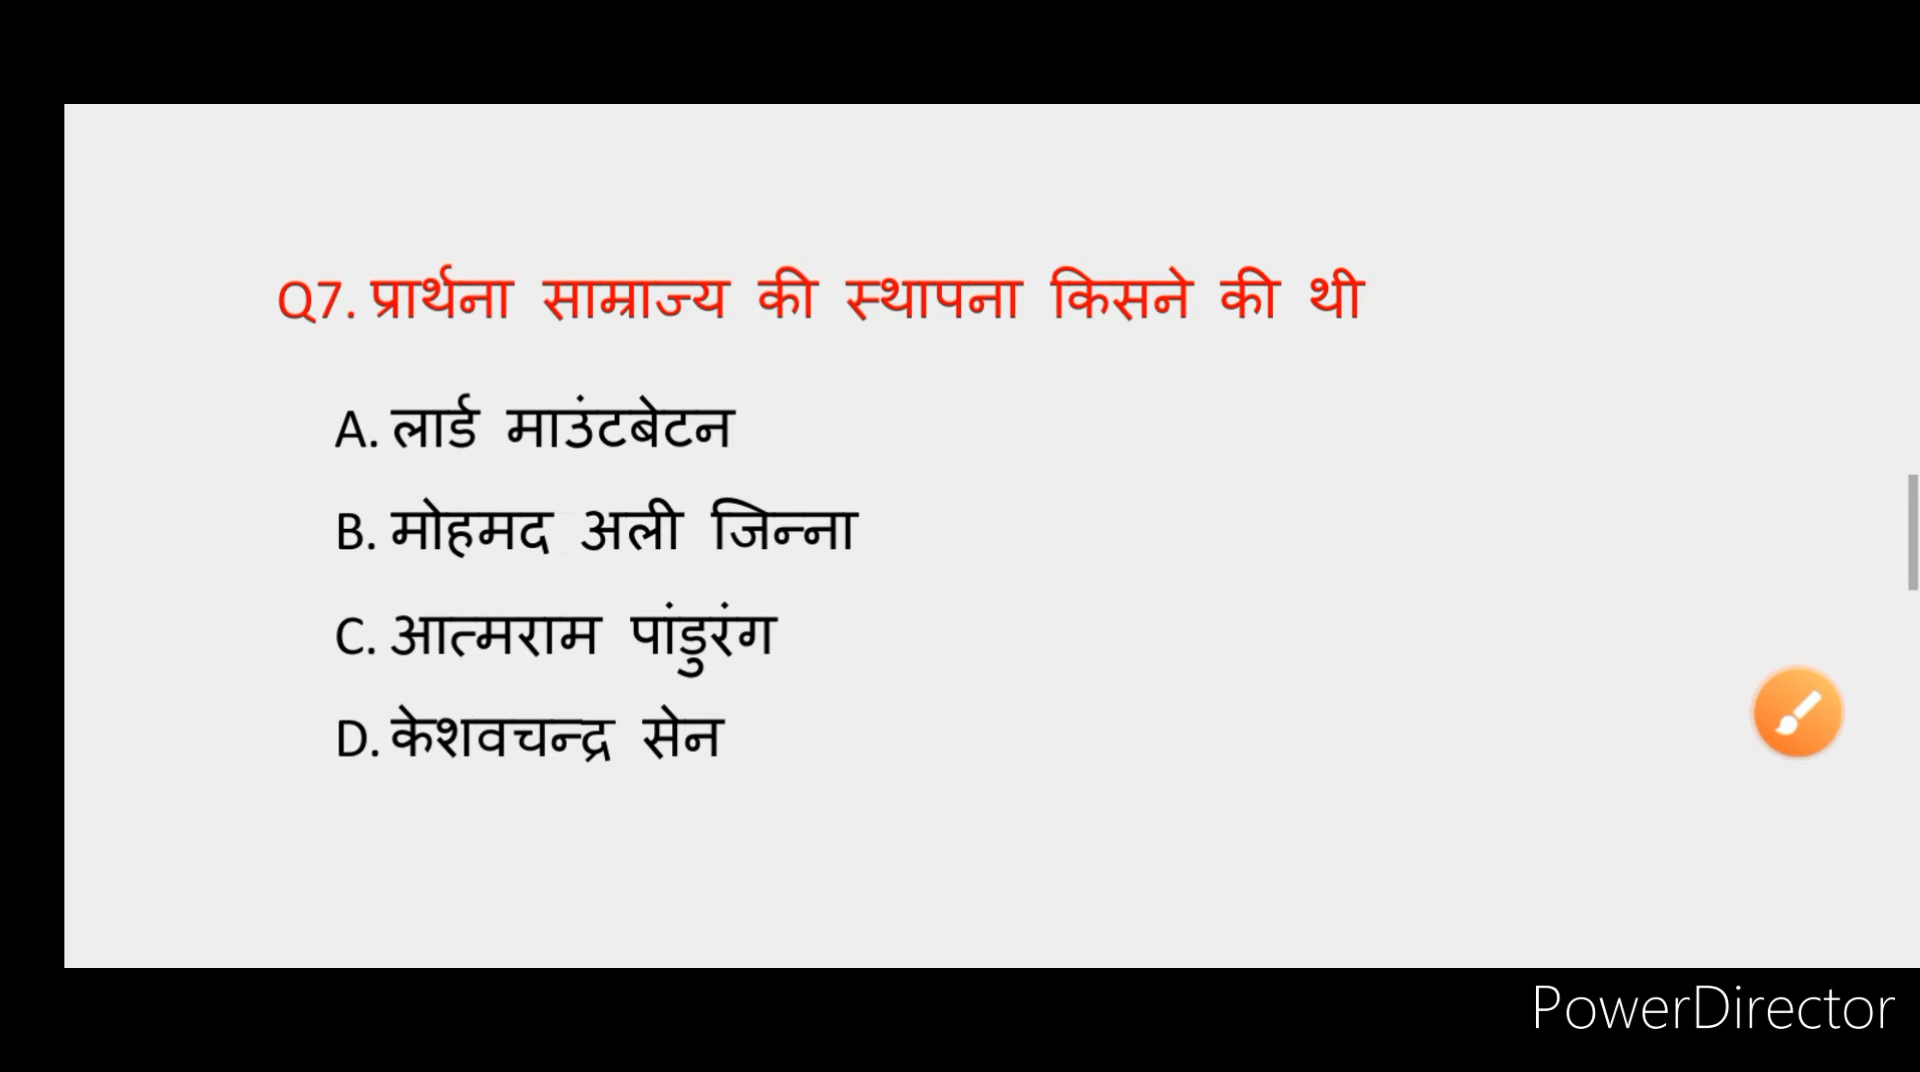 Q7. प्रार्थना साम्राज्य की स्थापना किसने की थी
A. लार्ड माउंटबेटन
B. मोहमद अली जिन्ना
C. आत्मराम पांडुरंग
D. केशवचन्द्र सेन
PowerDirector